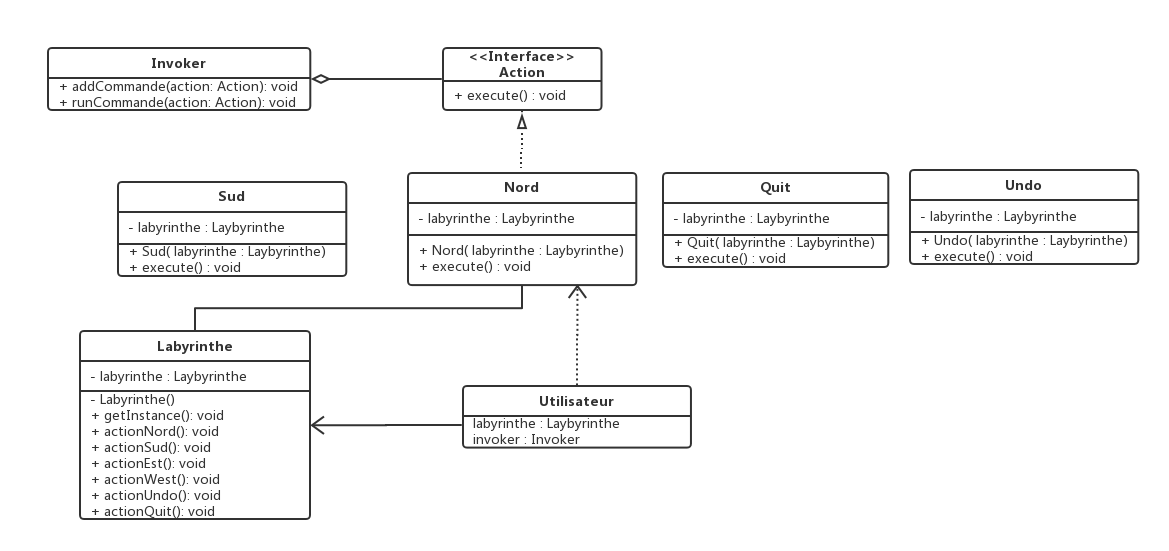 Invoker
+ addCommande(action: Action): void
+ runCommande(action: Action): void
<<Interface>>
Action
+ execute() : void
Sud
- labyrinthe : Laybyrinthe
+ Sud( labyrinthe : Laybyrinthe)
+ execute() : void
Nord
- labyrinthe : Laybyrinthe
+ Nord( labyrinthe : Laybyrinthe)
+ execute() : void
Quit
- labyrinthe : Laybyrinthe
+ Quit( labyrinthe : Laybyrinthe)
+ execute() : void
Undo
- labyrinthe : Laybyrinthe
+ Undo( labyrinthe : Laybyrinthe)
+ execute() : void
Labyrinthe
- labyrinthe : Laybyrinthe
- Labyrinthe()
+ getInstance(): void
+ actionNord(): void
+ actionSud(): void
+ actionEst(): void
+ actionWest(): void
+ actionUndo(): void
+ actionQuit(): void
Utilisateur
labyrinthe : Laybyrinthe
invoker : Invoker